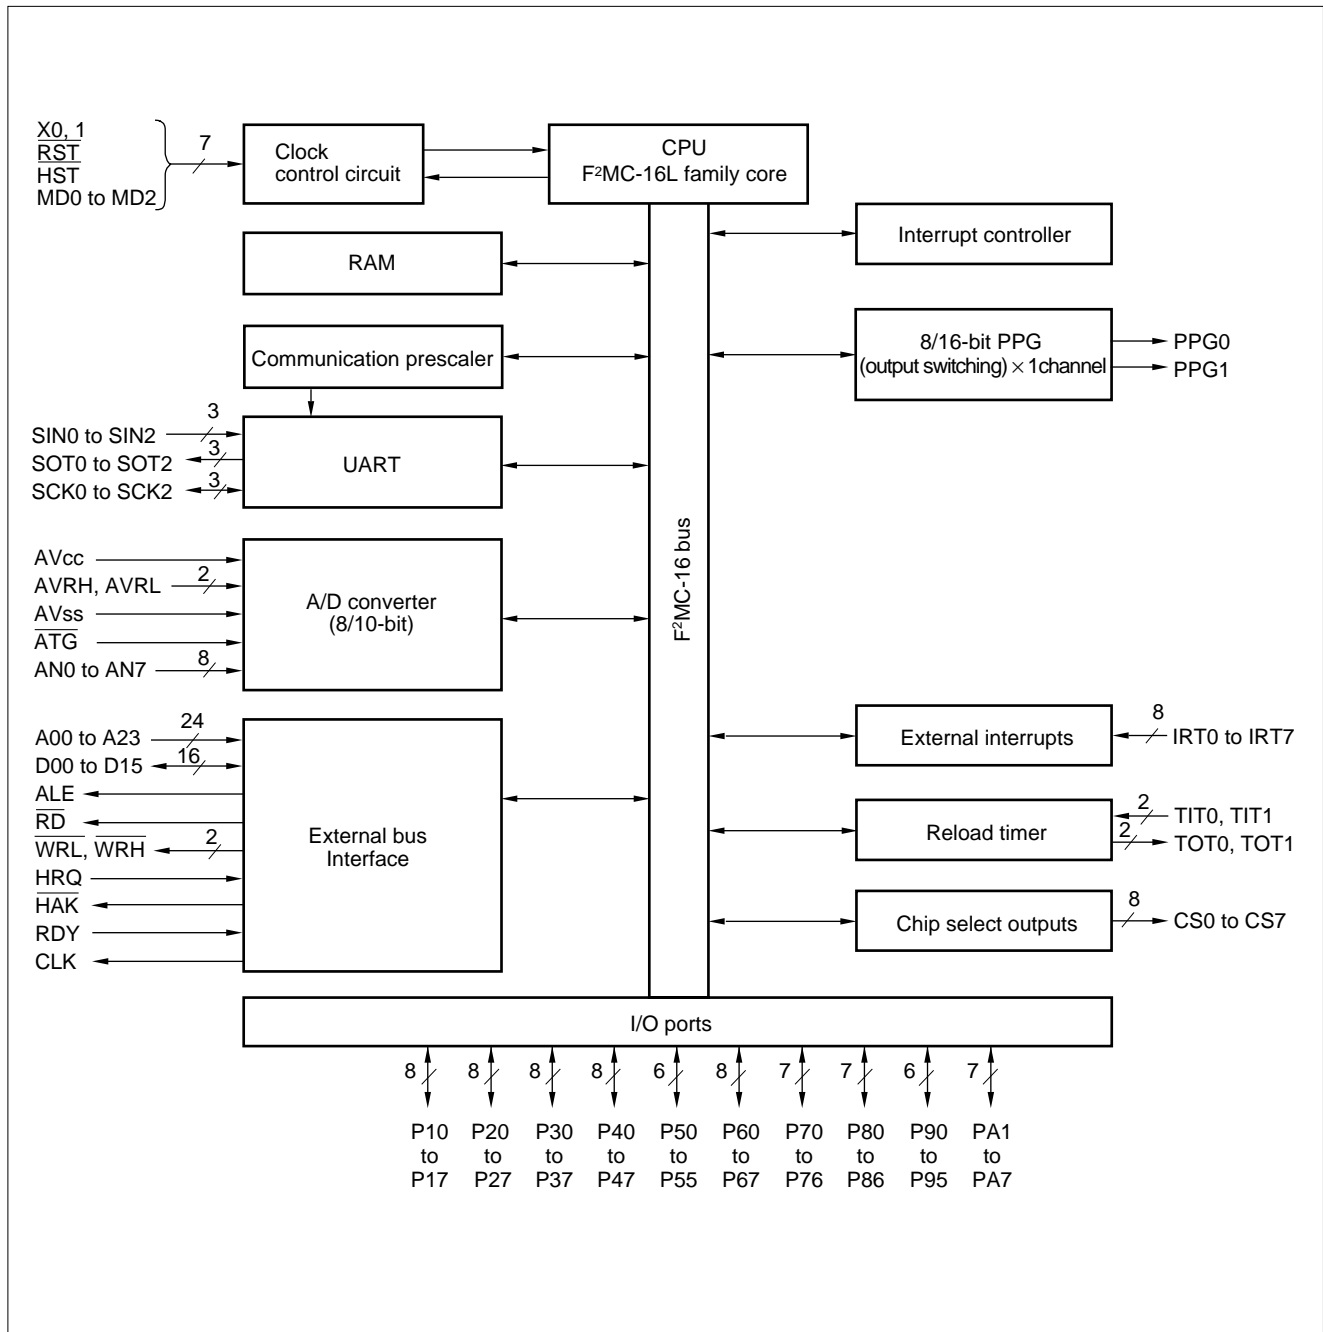 X0, 1
RST
HST
MD0 to MD2
7
Clock
control circuit
CPU
F²MC-16L family core
Interrupt controller
RAM
8/16-bit PPG
(output switching) × 1channel
PPG0
PPG1
Communication prescaler
SIN0 to SIN2
3
SOT0 to SOT2
3
SCK0 to SCK2
3
UART
F²MC-16 bus
AVcc
AVRH, AVRL
2
AVss
ATG
AN0 to AN7
8
A/D converter
(8/10-bit)
A00 to A23
24
D00 to D15
16
ALE
RD
WRL, WRH
2
HRQ
HAK
RDY
CLK
External bus
Interface
External interrupts
8
IRT0 to IRT7
Reload timer
2
TIT0, TIT1
2
TOT0, TOT1
Chip select outputs
8
CS0 to CS7
I/O ports
8 8 8 8 6 8 7 7 6 7
P10 P20 P30 P40 P50 P60 P70 P80 P90 PA1
to to to to to to to to to to
P17 P27 P37 P47 P55 P67 P76 P86 P95 PA7